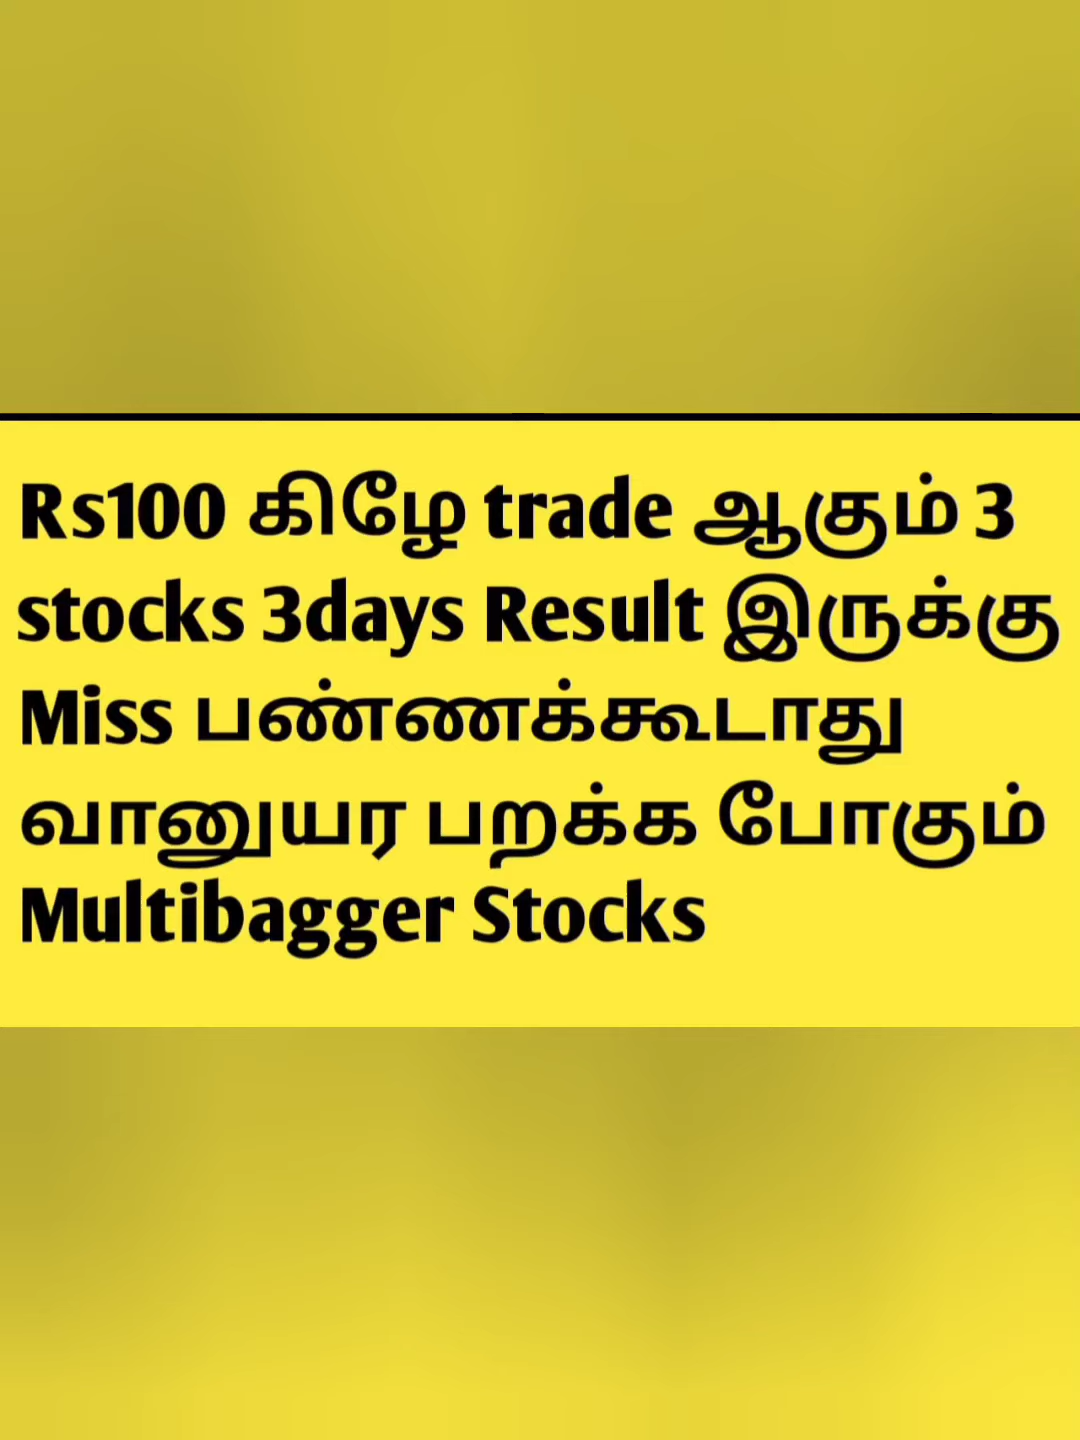 Rs100 கிழே trade ஆகும் 3
stocks 3days Result இருக்கு
Miss பண்ணக்கூடாது
வானுயர பறக்க போகும்
Multibagger Stocks